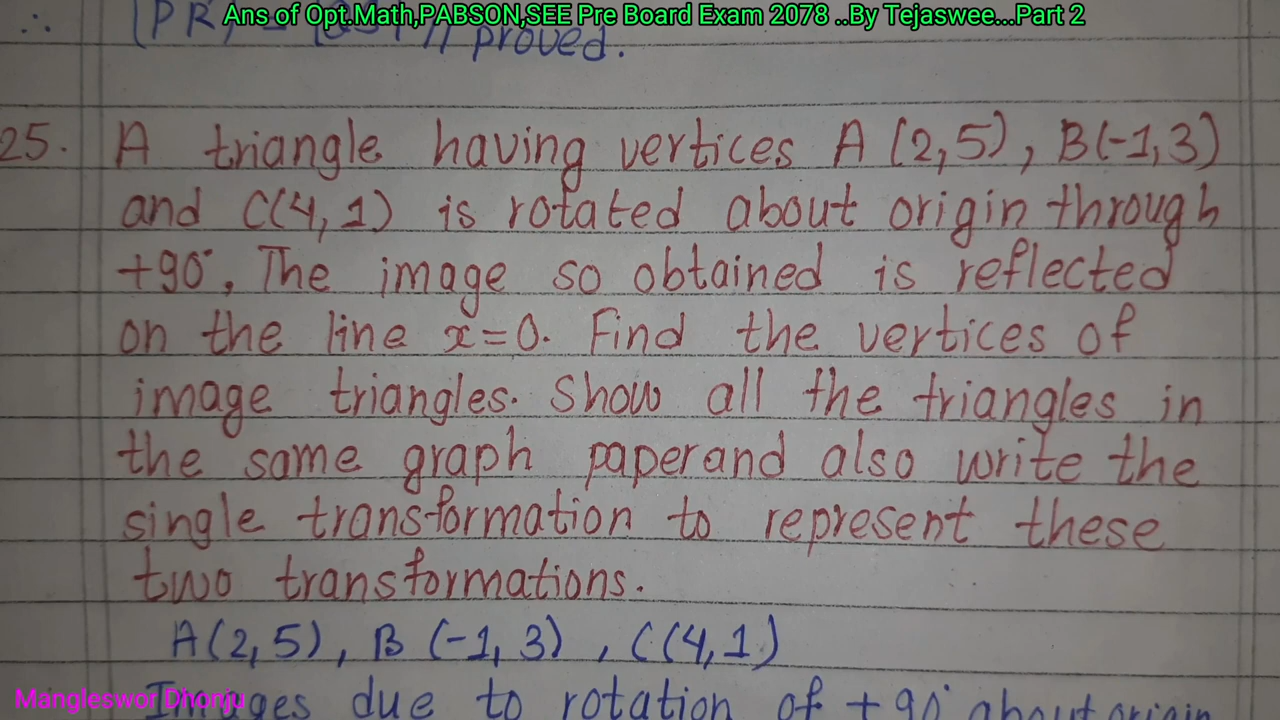 Ans of Opt.Math,PABSON,SEE Pre Board Exam 2078 ..By Tejaswee...Part 2
proved.
25. A triangle having vertices A (2,5), B(-1,3)
and C(4,1) is rotated about origin through
+90°. The image so obtained is reflected
on the line x=0. Find the vertices of
image triangles. Show all the triangles in
the same graph paper and also write the
single transformation to represent these
two transformations.
A(2,5), B (-1,3), C(4,1)
Mangleswor Dhonju
Images due to rotation of +90° about origin